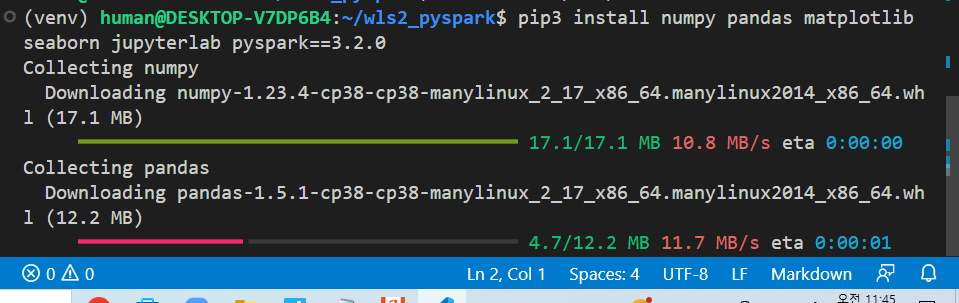 (venv) human@DESKTOP-V7DP6B4:~/wls2_pyspark$ pip3 install numpy pandas matplotlib
seaborn jupyterlab pyspark==3.2.0
Collecting numpy
Downloading numpy-1.23.4-cp38-cp38-manylinux_2_17_x86_64.manylinux2014_x86_64.wh
l (17.1 MB)
17.1/17.1 MB 10.8 MB/s eta 0:00:00
Collecting pandas
Downloading pandas-1.5.1-cp38-cp38-manylinux_2_17_x86_64.manylinux2014_x86_64.wh
l (12.2 MB)
4.7/12.2 MB 11.7 MB/s eta 0:00:01
0 0 Ln 2, Col 1 Spaces: 4 UTF-8 LF Markdown
오전 11:45